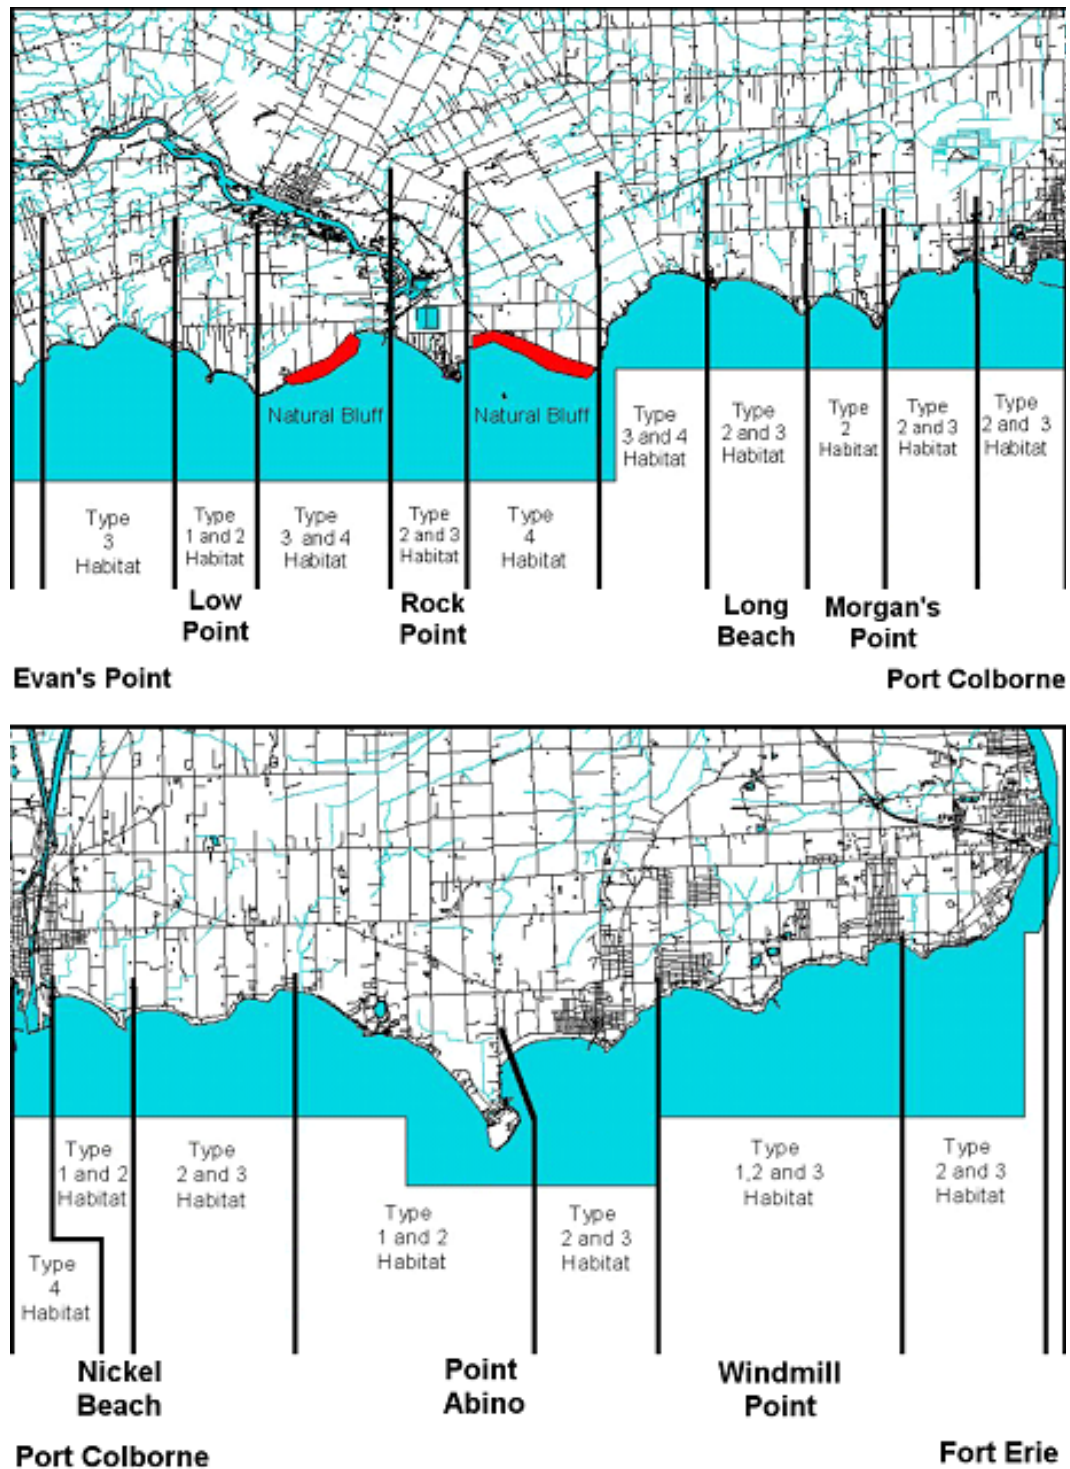 Natural Bluff
Natural Bluff
Type
3 and 4
Habitat
Type
2 and 3
Habitat
Type
2
Habitat
Type
2 and 3
Habitat
Type
2 and 3
Habitat
Type
3
Habitat
Type
1 and 2
Habitat
Type
3 and 4
Habitat
Type
2 and 3
Habitat
Type
4
Habitat
Low
Point
Rock
Point
Long
Beach
Morgan's
Point
Evan's Point
Port Colborne
Type
1 and 2
Habitat
Type
2 and 3
Habitat
Type
1,2 and 3
Habitat
Type
2 and 3
Habitat
Type
1 and 2
Habitat
Type
2 and 3
Habitat
Type
4
Habitat
Nickel
Beach
Point
Abino
Windmill
Point
Port Colborne
Fort Erie